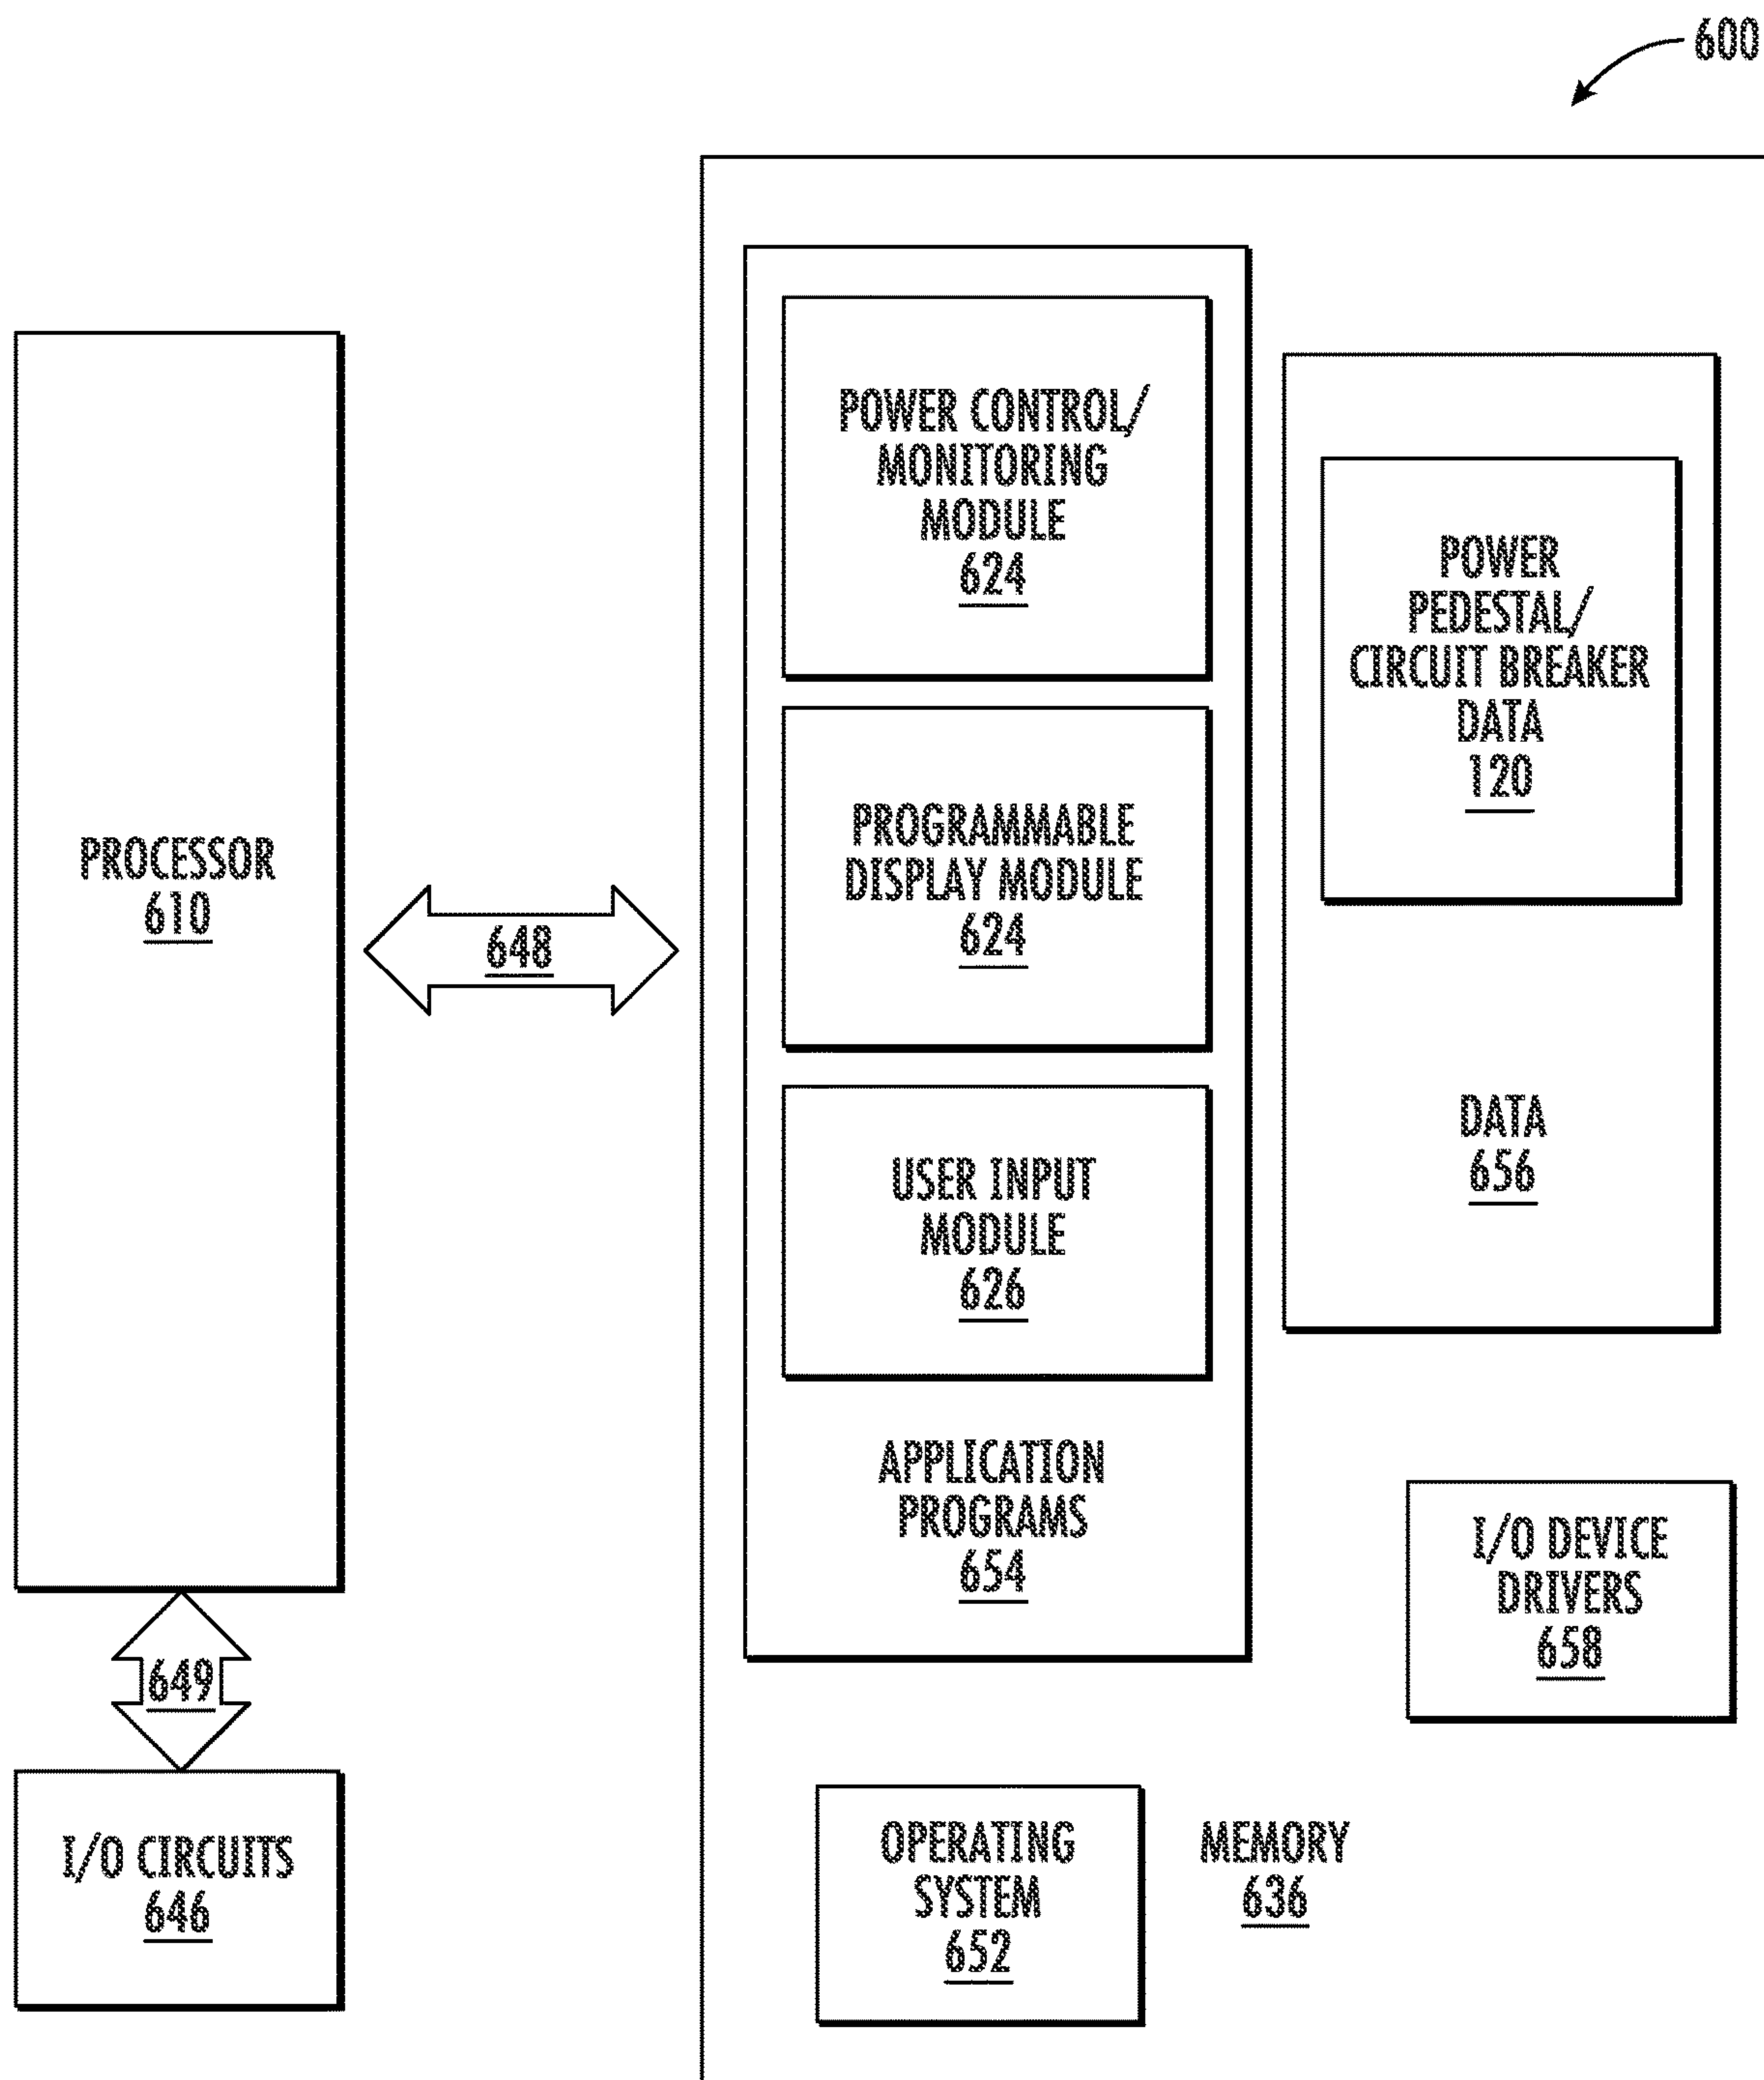 600
POWER CONTROL/
MONITORING
MODULE
624
POWER
PEDESTAL/
CIRCUIT BREAKER
DATA
120
PROCESSOR
610
648
PROGRAMMABLE
DISPLAY MODULE
624
DATA
656
USER INPUT
MODULE
626
APPLICATION
PROGRAMS
654
I/O DEVICE
DRIVERS
658
649
I/O CIRCUITS
646
OPERATING
SYSTEM
652
MEMORY
636